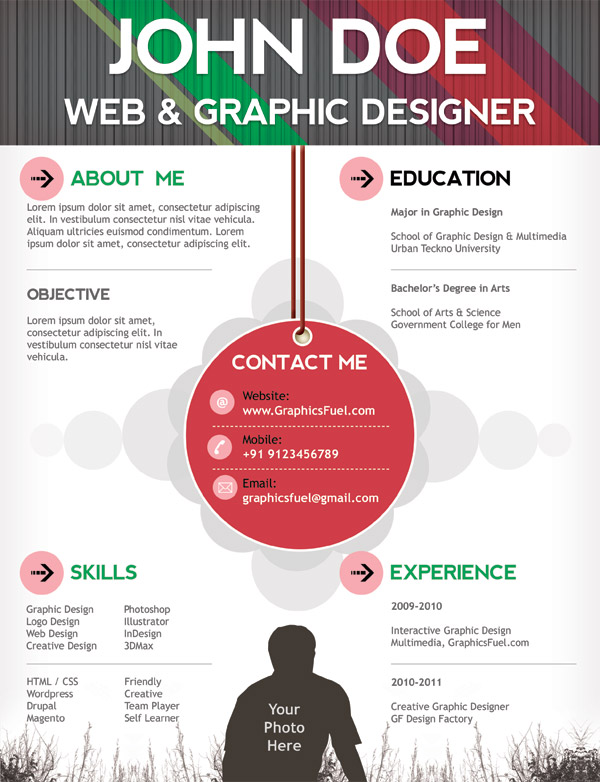 JOHN DOE
WEB & GRAPHIC DESIGNER
ABOUT ME
Lorem ipsum dolor sit amet, consectetur adipiscing
elit. In vestibulum consectetur nisl vehicula.
Aliquam ultricies euismod condimentum. Lorem
ipsum dolor sit amet, consectetur adipiscing elit.
OBJECTIVE
Lorem ipsum dolor sit amet,
consectetur adipiscing elit. In
vestibulum consectetur nisl
vehicula.
EDUCATION
Major in Graphic Design
School of Graphic Design & Multimedia
Urban Teckno University
Bachelor's Degree in Arts
School of Arts & Science
Government College for Men
CONTACT ME
@
Website:
www.GraphicsFuel.com
Mobile:
+91 9123456789
Email:
graphicsfuel@gmail.com
SKILLS
Graphic Design
Logo Design
Web Design
Creative Design
Photoshop
Illustrator
InDesign
3DMax
HTML / CSS
Wordpress
Drupal
Magento
Friendly
Creative
Team Player
Self Learner
EXPERIENCE
2009-2010
Interactive Graphic Design
Multimedia, GraphicsFuel.com
2010-2011
Creative Graphic Designer
GF Design Factory
Your
Photo
Here